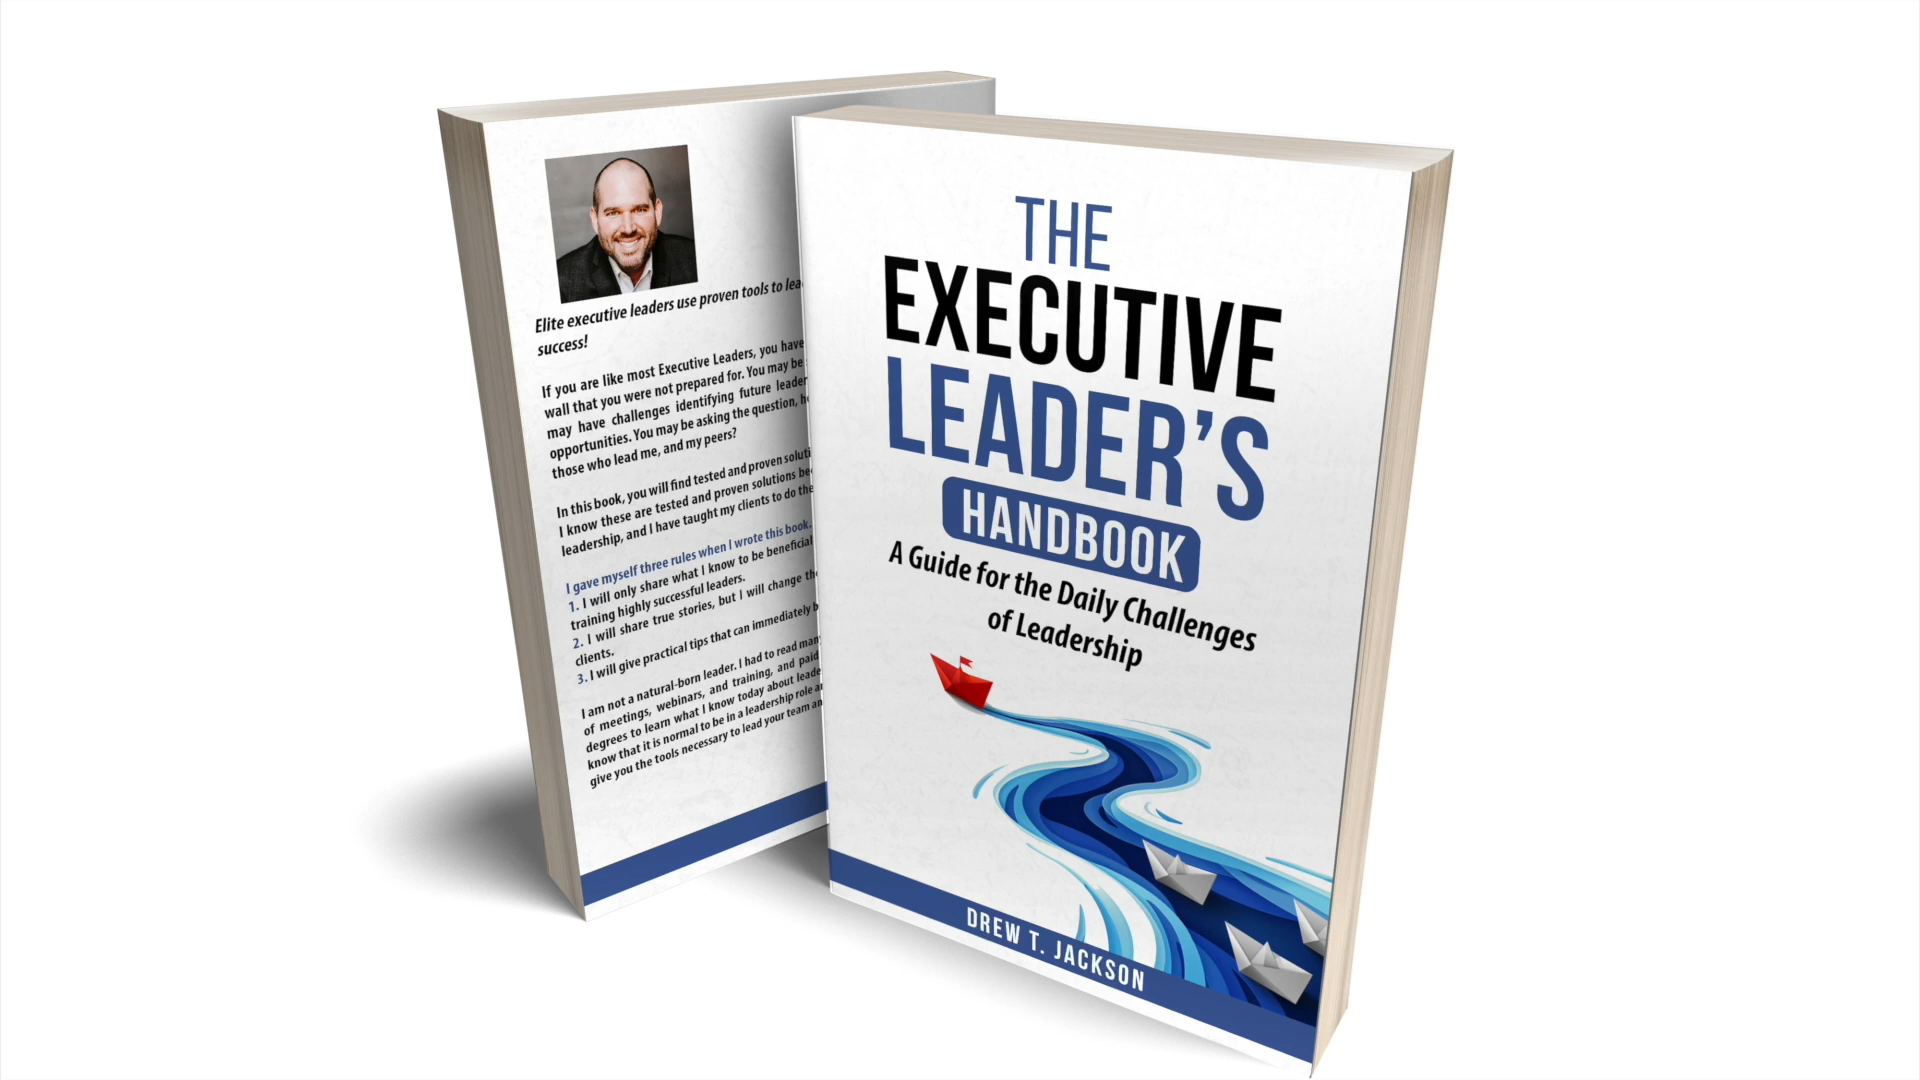 Elite executive leaders use proven tools to
success!
If you are like most Executive Leaders, you have
wall that you were not prepared for. You may be
may have challenges identifying future
opportunities. You may be asking the question,
those who lead me, and my peers?
In this book, you will find tested and proven
I know these are tested and proven solutions
leadership, and I have taught my clients to do the
I gave myself three rules when I wrote this book.
1. I will only share what I know to be beneficial
training highly successful leaders.
2. I will share true stories, but I will change
clients.
3. I will give practical tips that can immediately
I am not a natural-born leader. I had to read
of meetings, webinars, and training, and paid
degrees to learn what I know today about
know that it is normal to be in a leadership role
give you the tools necessary to lead your team
THE
EXECUTIVE
LEADER'S
HANDBOOK
A Guide for the Daily Challenges
of Leadership
DREW T. JACKSON